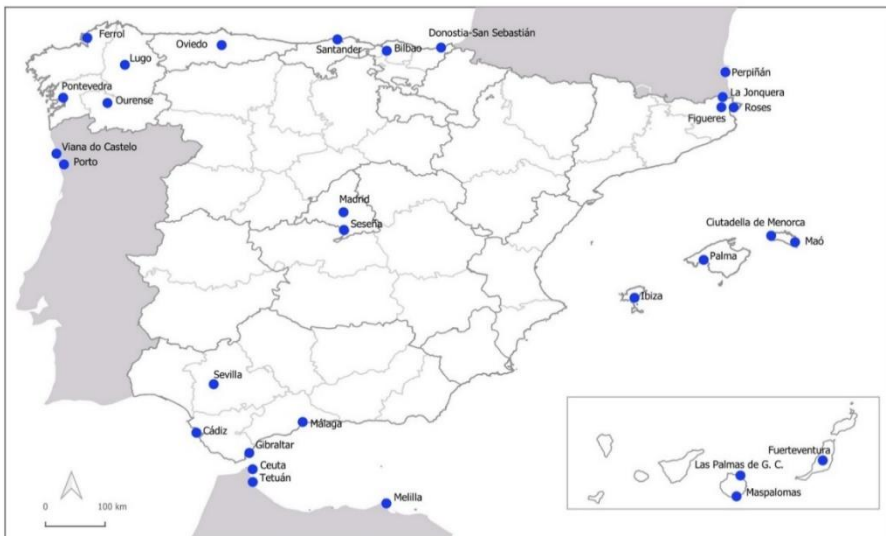 Donostia-San Sebastián
Ferrol
Oviedo
Santander
Bilbao
Lugo
Perpiñán
Pontevedra
La Jonquera
Ourense
Roses
Figueres
Viana do Castelo
Porto
Madrid
Seseña
Ciutadella de Menorca
Maó
Palma
Ibiza
Sevilla
Cádiz
Málaga
Gibraltar
Fuerteventura
Ceuta
Las Palmas de G. C.
Tetuán
Melilla
Maspalomas
0 100 km